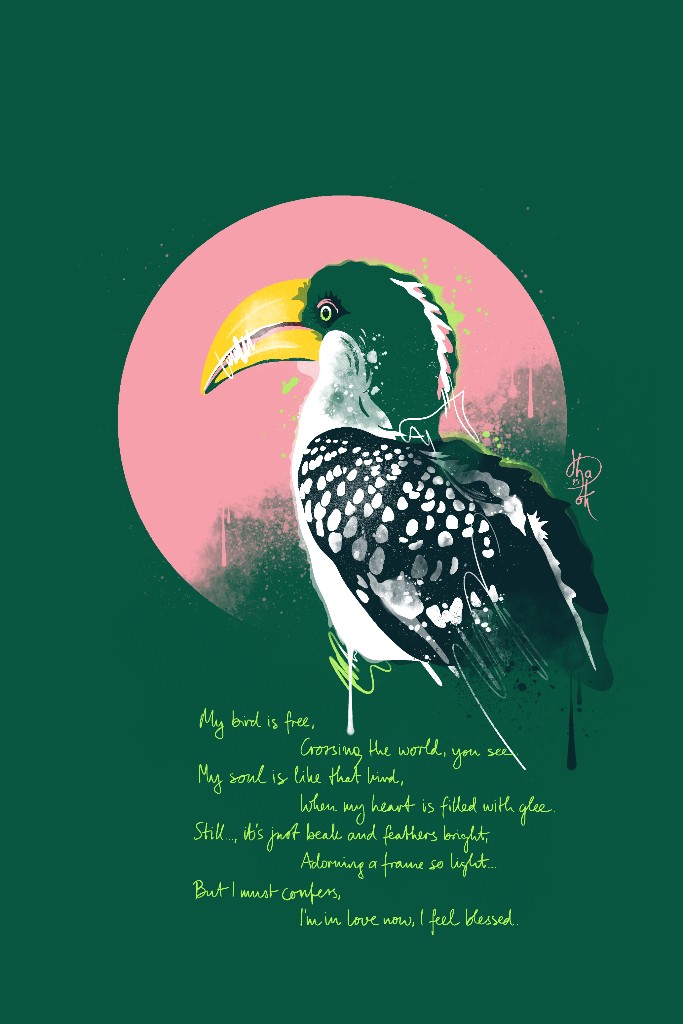 My bird is free,
Crossing the world, you see
My soul is like that bird,
When my heart is filled with glee.
Still..., it's just beak and feathers bright,
Adorning a frame so light...
But I must confess,
I'm in love now, I feel blessed.